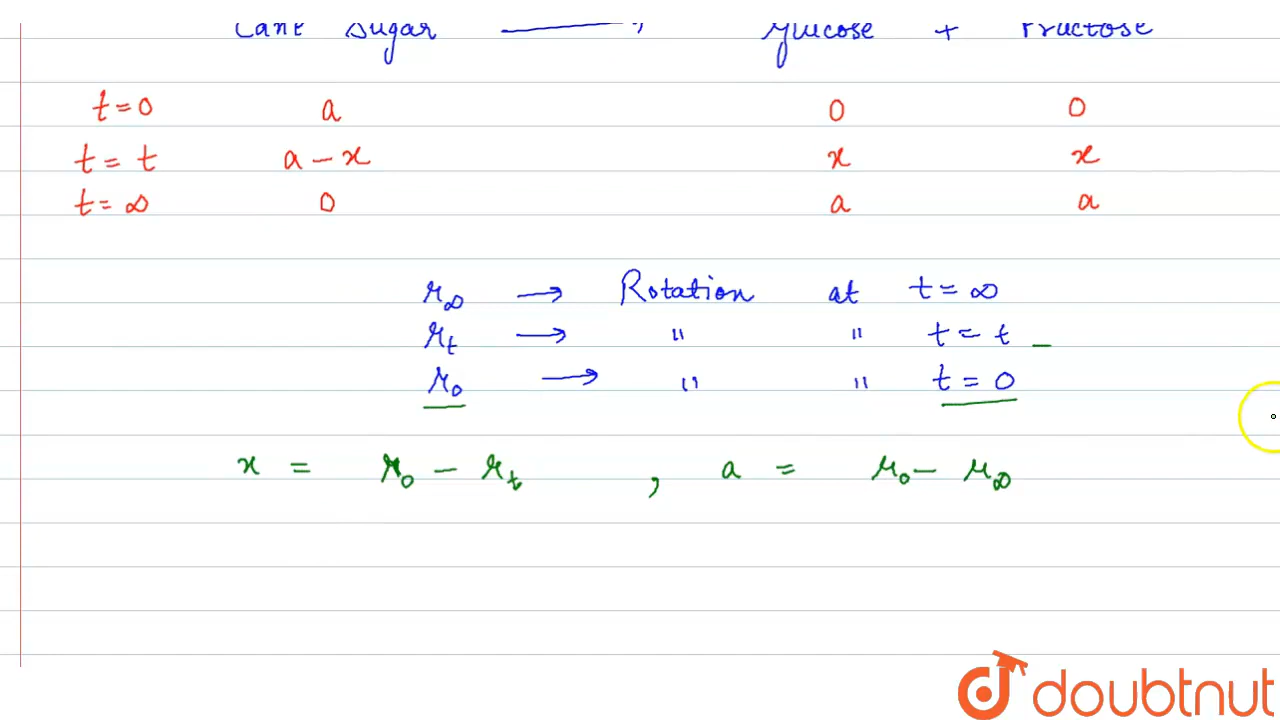 Cane Sugar ⟶ Glucose + Fructose
t=0 a 0 0
t = t a − x x x
t = ∞ 0 a a
r∞ → Rotation at t = ∞
rt → " " t = t
r0 → " " t = 0
x = r0 − rt , a = r0 − r∞
doubtnut